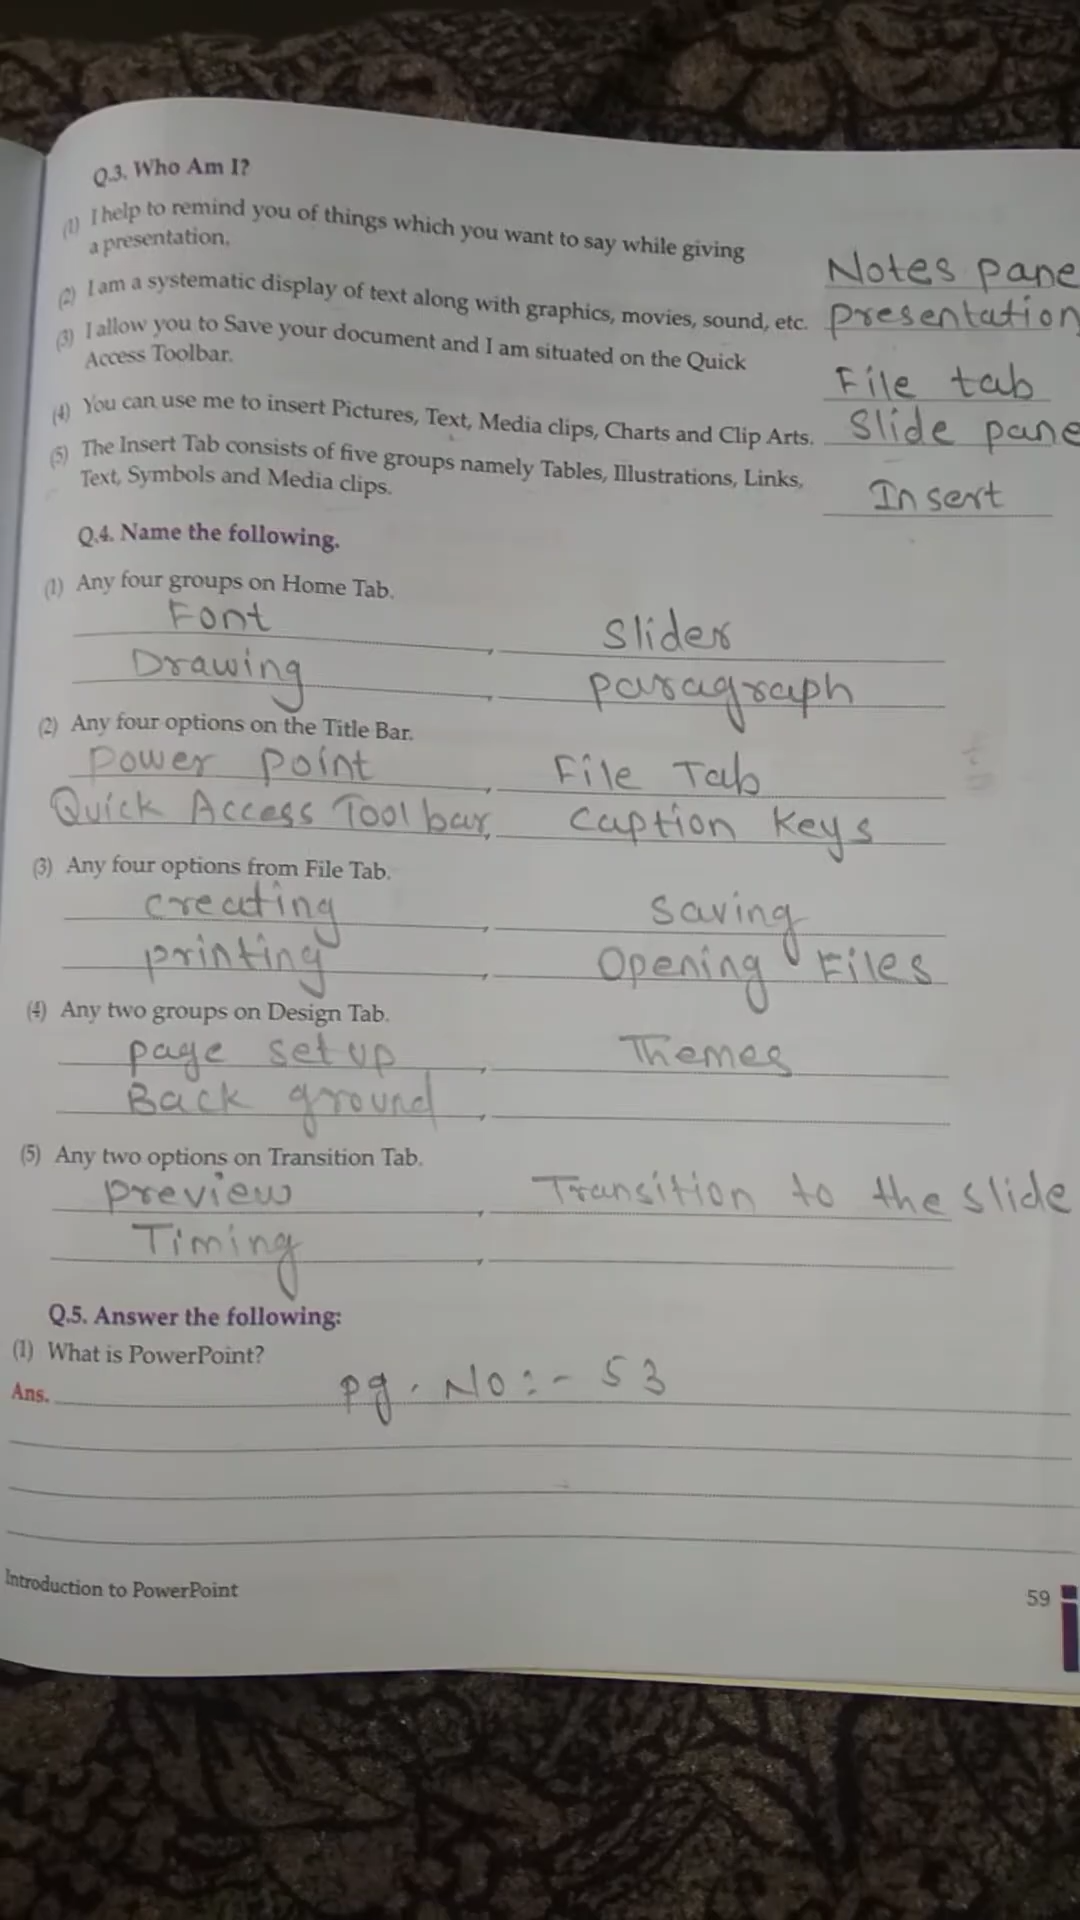 Q.3. Who Am I?
(1) I help to remind you of things which you want to say while giving
a presentation.
Notes pane
(2) I am a systematic display of text along with graphics, movies, sound, etc. presentation
(3) I allow you to Save your document and I am situated on the Quick
Access Toolbar.
File tab
(4) You can use me to insert Pictures, Text, Media clips, Charts and Clip Arts. Slide pane
(5) The Insert Tab consists of five groups namely Tables, Illustrations, Links,
Text, Symbols and Media clips.
Insert
Q.4. Name the following.
(1) Any four groups on Home Tab.
Font , Slider
Drawing , paragraph
(2) Any four options on the Title Bar.
Power point , File Tab
Quick Access Tool bar, Caption Keys
(3) Any four options from File Tab.
creating , saving
printing , Opening Files
(4) Any two groups on Design Tab.
page set up , Themes
Back ground ,
(5) Any two options on Transition Tab.
preview , Transition to the slide
Timing ,
Q.5. Answer the following:
(1) What is PowerPoint?
Ans. pg. No:- 53
Introduction to PowerPoint
59